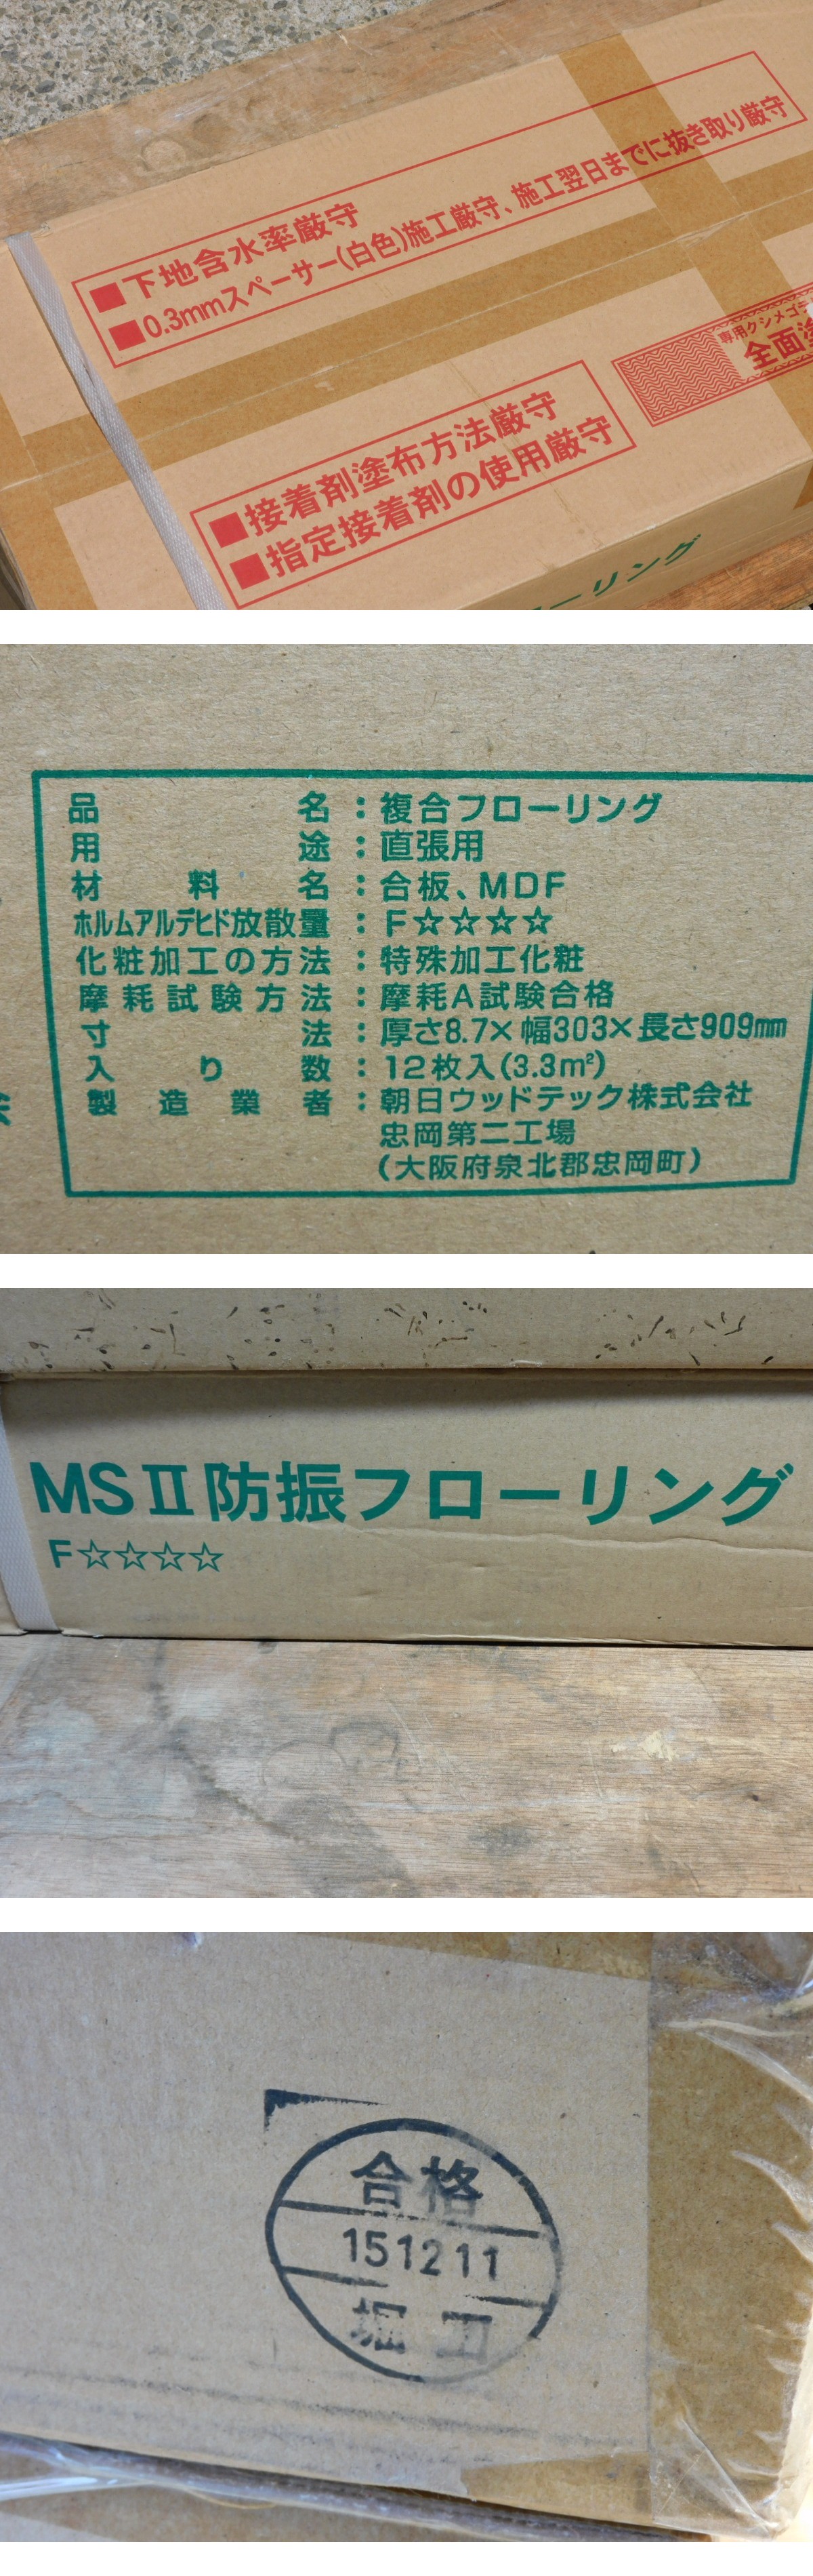 ■下地含水率厳守
■0.3mmスペーサー(白色)施工厳守、施工翌日までに抜き取り厳守
専用クシメゴテ
全面塗
■接着剤塗布方法厳守
■指定接着剤の使用厳守
ーリング
品名：複合フローリング
用途：直張用
材料名：合板、MDF
ホルムアルデヒド放散量：F☆☆☆☆
化粧加工の方法：特殊加工化粧
摩耗試験方法：摩耗A試験合格
寸法：厚さ8.7×幅303×長さ909mm
入り数：12枚入(3.3m²)
製造業者：朝日ウッドテック株式会社
忠岡第二工場
(大阪府泉北郡忠岡町)
MSⅡ防振フローリング
F☆☆☆☆
合格
151211